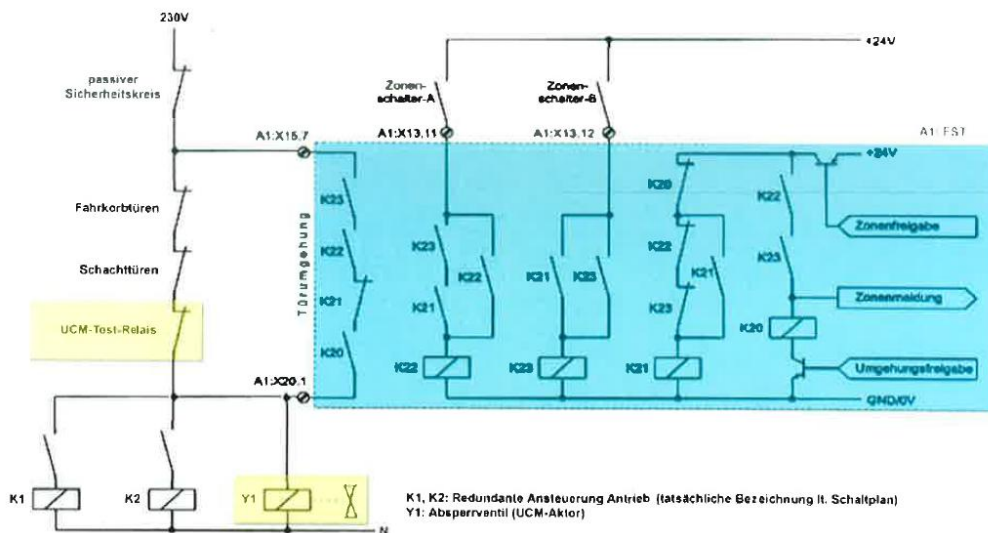 230V
passiver
Sicherheitskreis
Fahrkorbtüren
Schachttüren
UCM-Test-Relais
A1:X15.7
A1:X20.1
Türumgehung
Zonen-
schalter-A
Zonen-
schalter-B
+24V
A1:X13.11
A1:X13.12
A1: FST
K23
K22
K21
K20
K23
K22
K21
K22
K21
K23
K23
K20
K22
K21
K23
K21
+24V
K22
Zonenfreigabe
K23
Zonenmeldung
K20
Umgehungsfreigabe
GND/0V
K1
K2
Y1
N
K1, K2: Redundante Ansteuerung Antrieb (tatsächliche Bezeichnung lt. Schaltplan)
Y1: Absperrventil (UCM-Aktor)